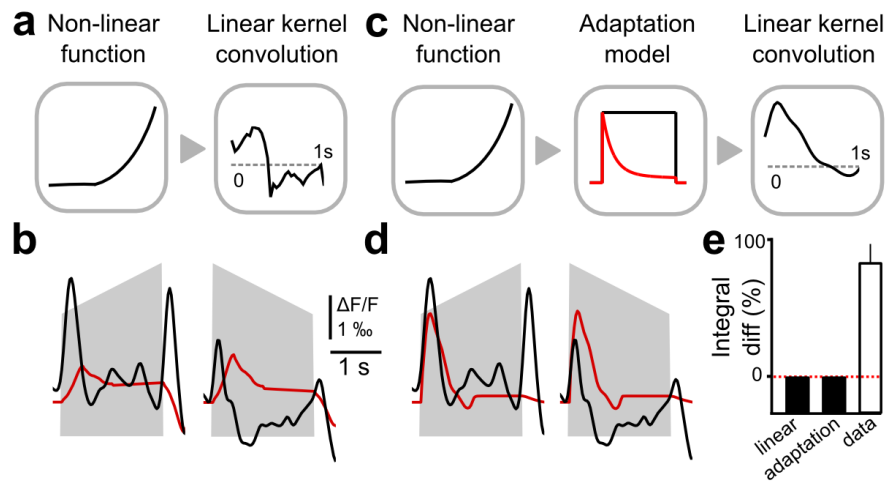 a
Non-linear
function
Linear kernel
convolution
1s
0
c
Non-linear
function
Adaptation
model
Linear kernel
convolution
1s
0
b
ΔF/F
1 ‰
1 s
d
e
100
Integral
diff (%)
0
linear
adaptation
data